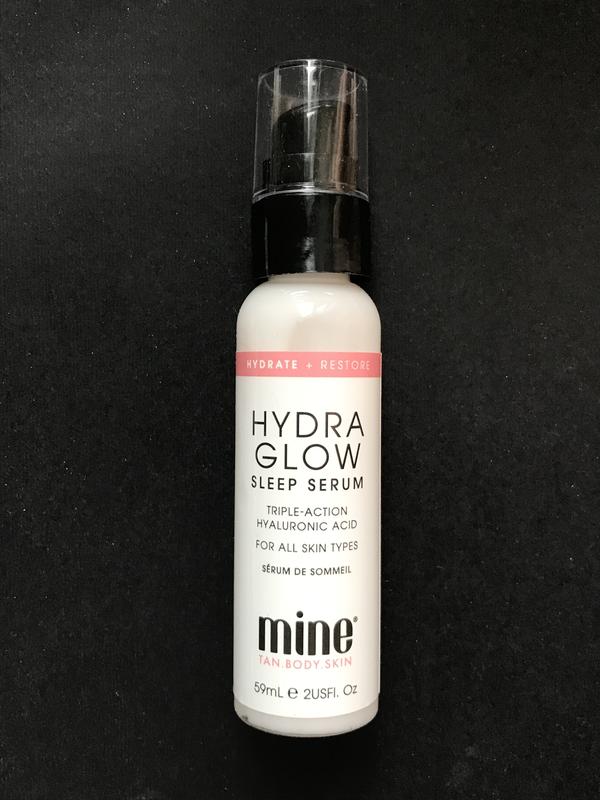 HYDRATE + RESTORE
HYDRA
GLOW
SLEEP SERUM
TRIPLE-ACTION
HYALURONIC ACID
FOR ALL SKIN TYPES
SÉRUM DE SOMMEIL
mine®
TAN.BODY.SKIN
59mL ℮ 2USFl. Oz